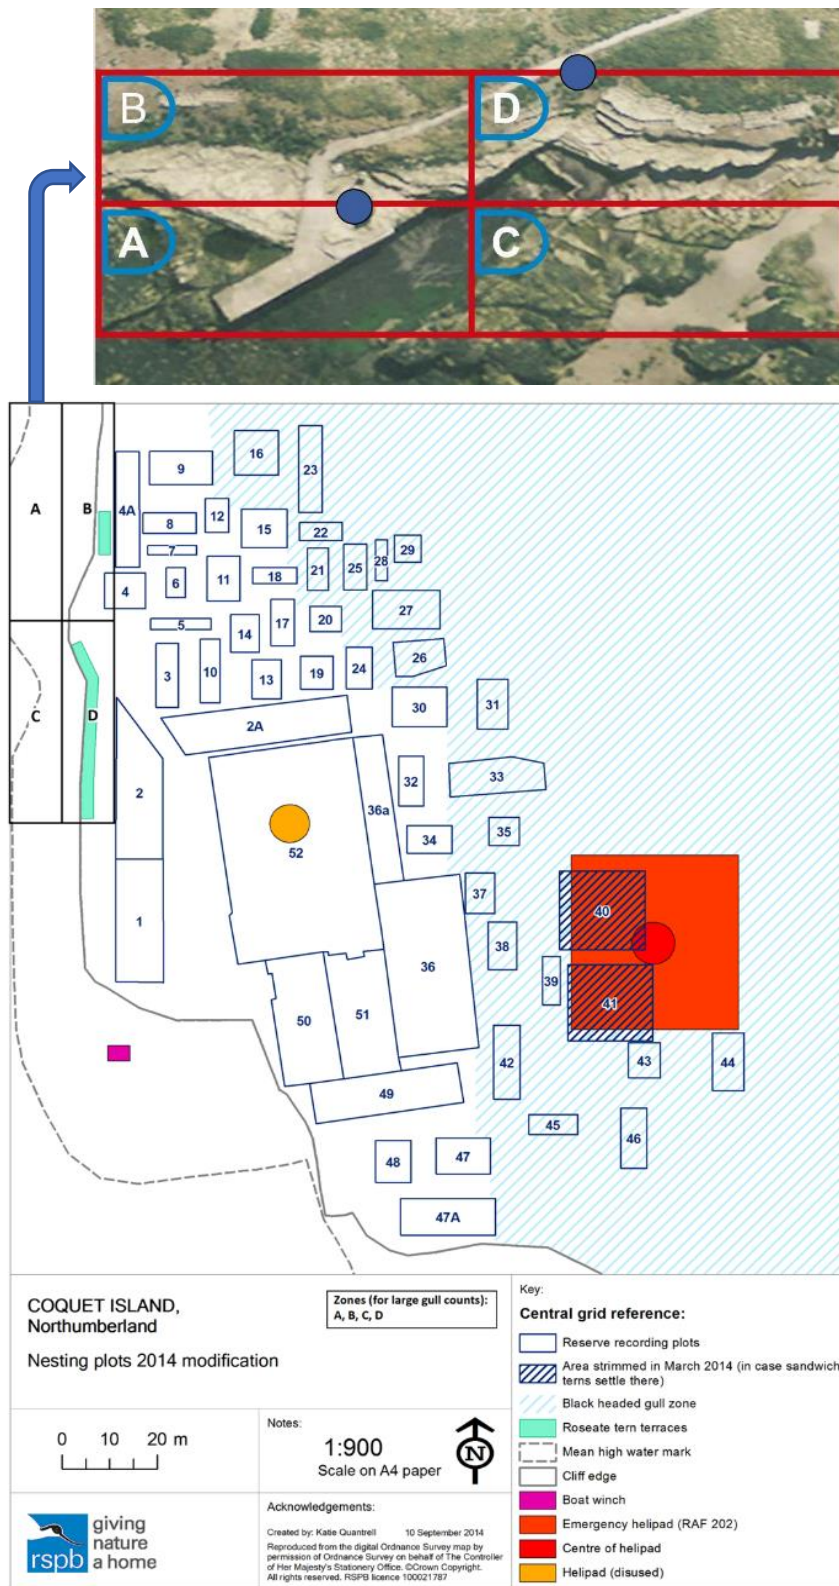 B
D
A
C
A
B
C
D
4A
9
16
23
8
12
15
22
7
4
6
11
18
21
25
28
29
5
14
17
20
27
3
10
13
19
24
26
2A
30
31
2
52
36a
32
33
34
35
1
37
40
36
38
39
41
50
51
42
43
44
49
45
46
48
47
47A
COQUET ISLAND,
Northumberland
Nesting plots 2014 modification
Zones (for large gull counts):
A, B, C, D
0 10 20 m
Notes:
1:900
Scale on A4 paper
N
rspb
giving
nature
a home
Acknowledgements:
Created by: Katie Quantrell 10 September 2014
Reproduced from the digital Ordnance Survey map by
permission of Ordnance Survey on behalf of The Controller
of Her Majesty's Stationery Office. ©Crown Copyright.
All rights reserved. RSPB licence 100021787
Key:
Central grid reference:
Reserve recording plots
Area strimmed in March 2014 (in case sandwich
terns settle there)
Black headed gull zone
Roseate tern terraces
Mean high water mark
Cliff edge
Boat winch
Emergency helipad (RAF 202)
Centre of helipad
Helipad (disused)